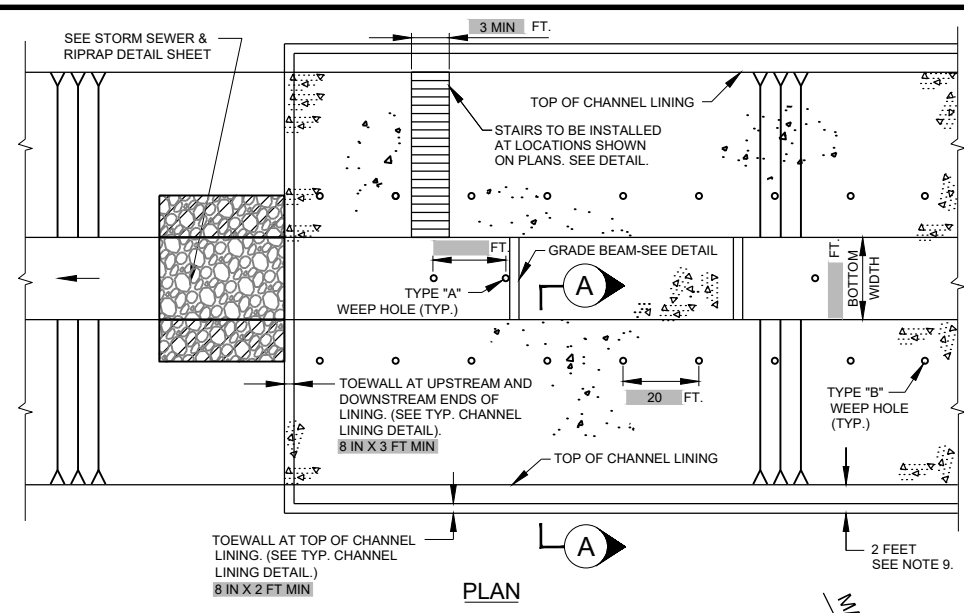 3 MIN FT.
SEE STORM SEWER &
RIPRAP DETAIL SHEET
TOP OF CHANNEL LINING
STAIRS TO BE INSTALLED
AT LOCATIONS SHOWN
ON PLANS. SEE DETAIL.
FT.
GRADE BEAM-SEE DETAIL
A
TYPE "A"
WEEP HOLE (TYP.)
FT.
BOTTOM
WIDTH
TOEWALL AT UPSTREAM AND
DOWNSTREAM ENDS OF
LINING. (SEE TYP. CHANNEL
LINING DETAIL).
8 IN X 3 FT MIN
20 FT.
TYPE "B"
WEEP HOLE
(TYP.)
TOP OF CHANNEL LINING
TOEWALL AT TOP OF CHANNEL
LINING. (SEE TYP. CHANNEL
LINING DETAIL.)
8 IN X 2 FT MIN
A
2 FEET
SEE NOTE 9.
PLAN